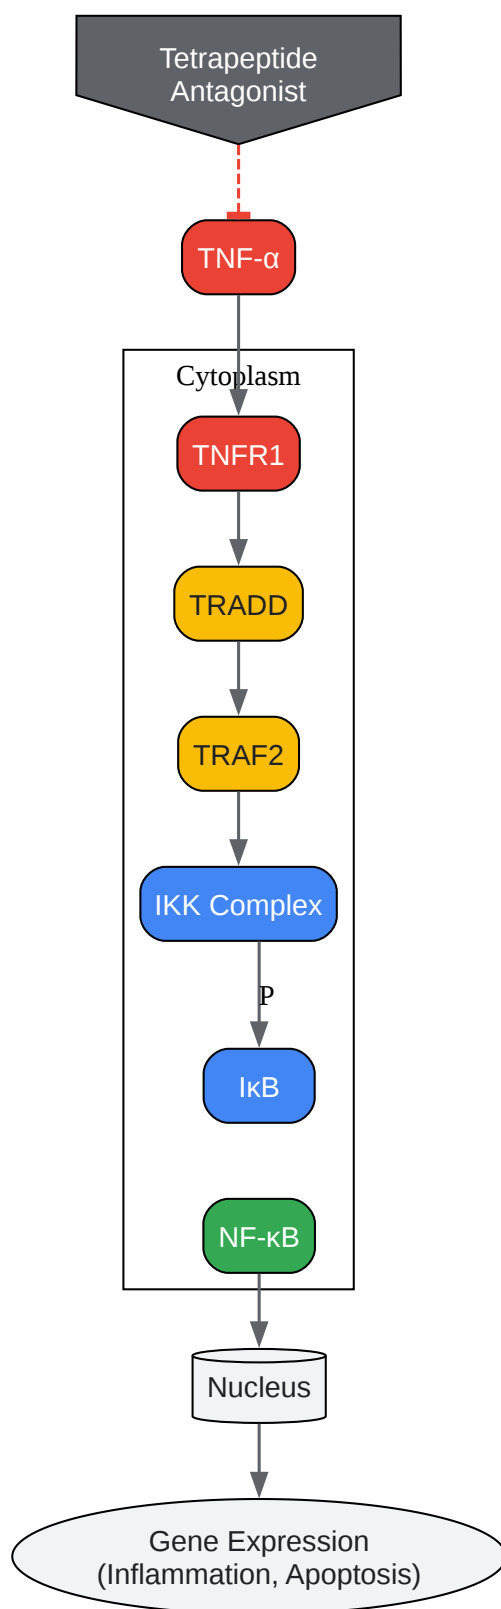 Tetrapeptide
Antagonist
TNF-α
Cytoplasm
TNFR1
TRADD
TRAF2
IKK Complex
P
IκB
NF-κB
Nucleus
Gene Expression
(Inflammation, Apoptosis)